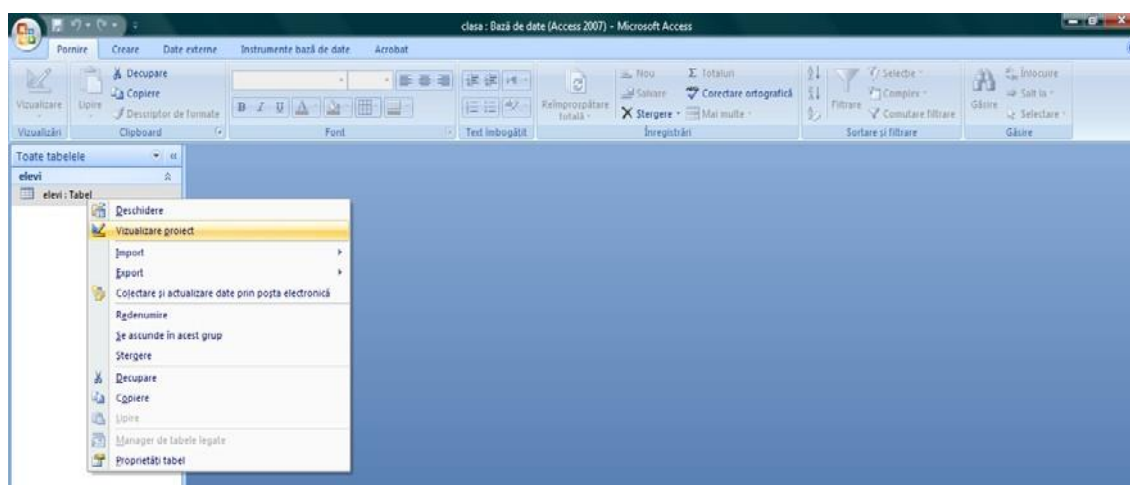 clasa : Bază de date (Access 2007) - Microsoft Access
Pornire Creare Date externe Instrumente bază de date Acrobat
Vizualizare
Lipire
Decupare
Copiere
Descriptor de formate
B I U A
Reîmprospătare
totală
Nou
Salvare
Ștergere
Σ Totaluri
Corectare ortografică
Mai multe
Filtrare
Selecție
Complex
Comutare filtrare
Găsire
Înlocuire
Salt la
Selectare
Vizualizări Clipboard Font Text îmbogățit Înregistrări Sortare și filtrare Găsire
Toate tabelele
elevi
elevi : Tabel
Deschidere
Vizualizare proiect
Import
Export
Colectare și actualizare date prin poșta electronică
Redenumire
Se ascunde în acest grup
Ștergere
Decupare
Copiere
Lipire
Manager de tabele legate
Proprietăți tabel